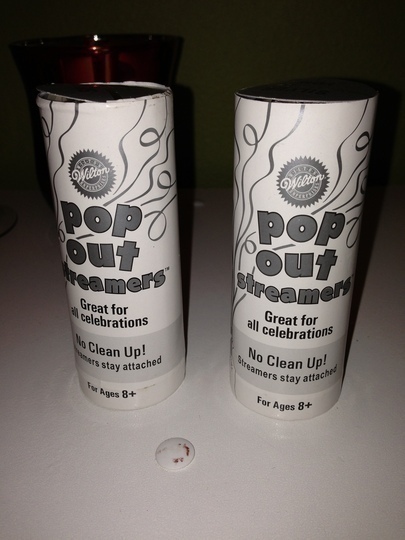 Wilton
pop
out
streamers™
Great for
all celebrations
No Clean Up!
Streamers stay attached
For Ages 8+
Wilton
pop
out
streamers
Great for
all celebrations
No Clean Up!
Streamers stay attached
For Ages 8+